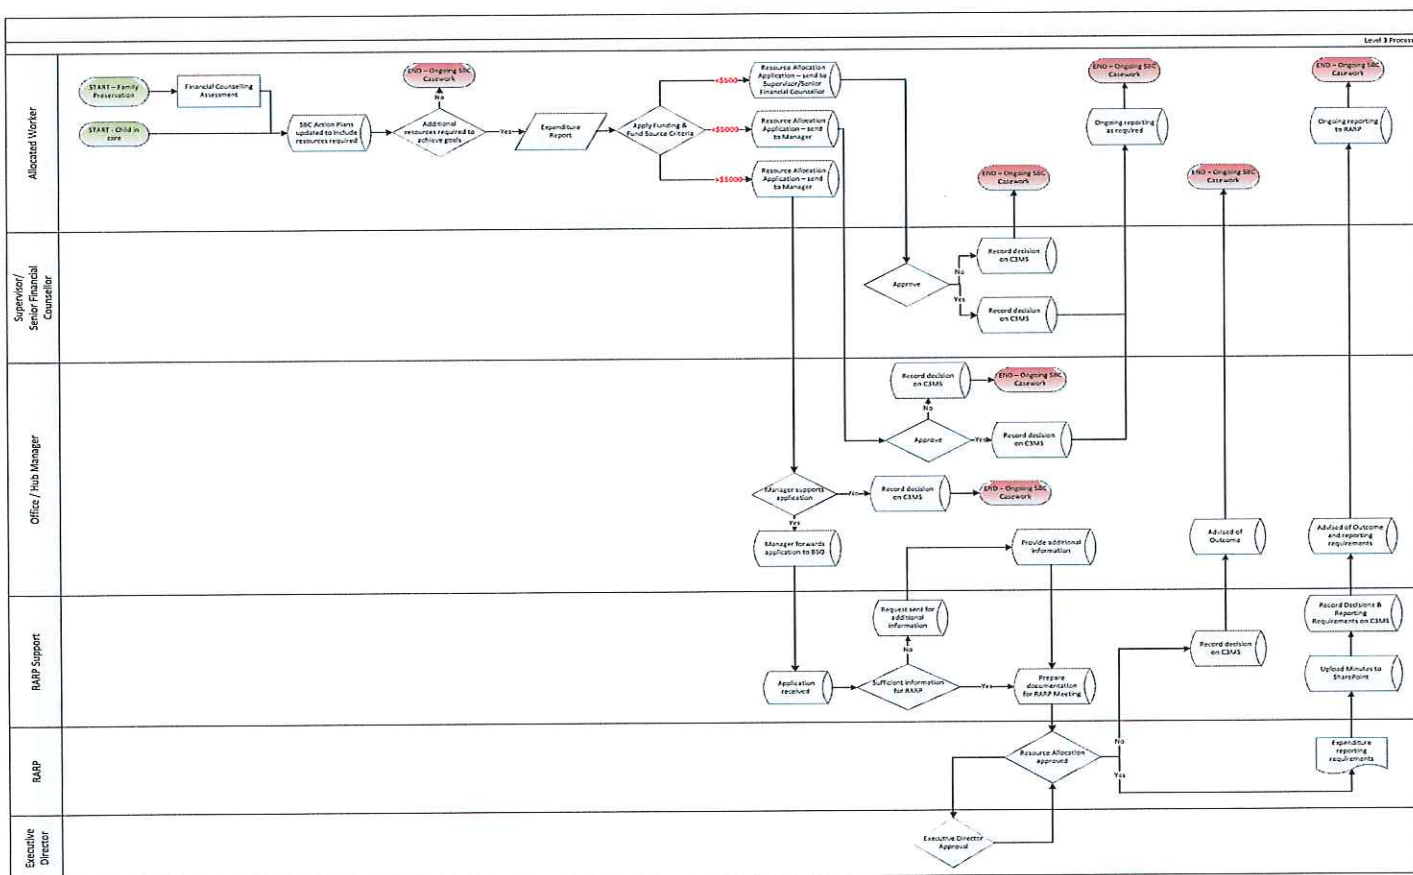 Level 3 Process
Allocated Worker
START – Family
Preservation
Financial Counselling
Assessment
START - Child in
care
SBC Action Plans
updated to include
resources required
END – Ongoing SBC
Casework
No
Additional
resources required to
achieve goals
Yes
Expenditure
Report
Apply Funding &
Fund Source Criteria
<$500
Resource Allocation
Application – send to
Supervisor/Senior
Financial Counsellor
<$5000
Resource Allocation
Application – send
to Manager
>$5000
Resource Allocation
Application – send
to Manager
END – Ongoing SBC
Casework
END – Ongoing SBC
Casework
Ongoing reporting
as required
END – Ongoing SBC
Casework
END – Ongoing SBC
Casework
Ongoing reporting
to RARP
Supervisor/
Senior Financial
Counsellor
Approve
No
Record decision
on C3MS
Yes
Record decision
on C3MS
Office / Hub Manager
Record decision
on C3MS
END – Ongoing SBC
Casework
No
Approve
Yes
Record decision
on C3MS
Manager supports
application
No
Record decision
on C3MS
END – Ongoing SBC
Casework
Yes
Manager forwards
application to BSO
Provide additional
information
Advised of
Outcome
Advised of Outcome
and reporting
requirements
RARP Support
Request sent for
additional
information
No
Application
received
Sufficient information
for RARP
Yes
Prepare
documentation
for RARP Meeting
Record decision
on C3MS
Record Decisions &
Reporting
Requirements on C3MS
Upload Minutes to
SharePoint
RARP
Resource Allocation
approved
No
Yes
Expenditure
reporting
requirements
Executive
Director
Executive Director
Approval